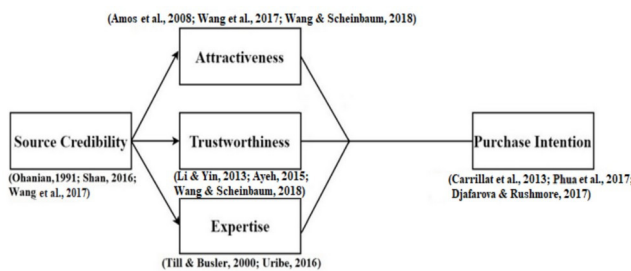 (Amos et al., 2008; Wang et al., 2017; Wang & Scheinbaum, 2018)
Attractiveness
Source Credibility
(Ohanian,1991; Shan, 2016;
Wang et al., 2017)
Trustworthiness
(Li & Yin, 2013; Ayeh, 2015;
Wang & Scheinbaum, 2018)
Purchase Intention
(Carrillat et al., 2013; Phua et al., 2017;
Djafarova & Rushmore, 2017)
Expertise
(Till & Busler, 2000; Uribe, 2016)